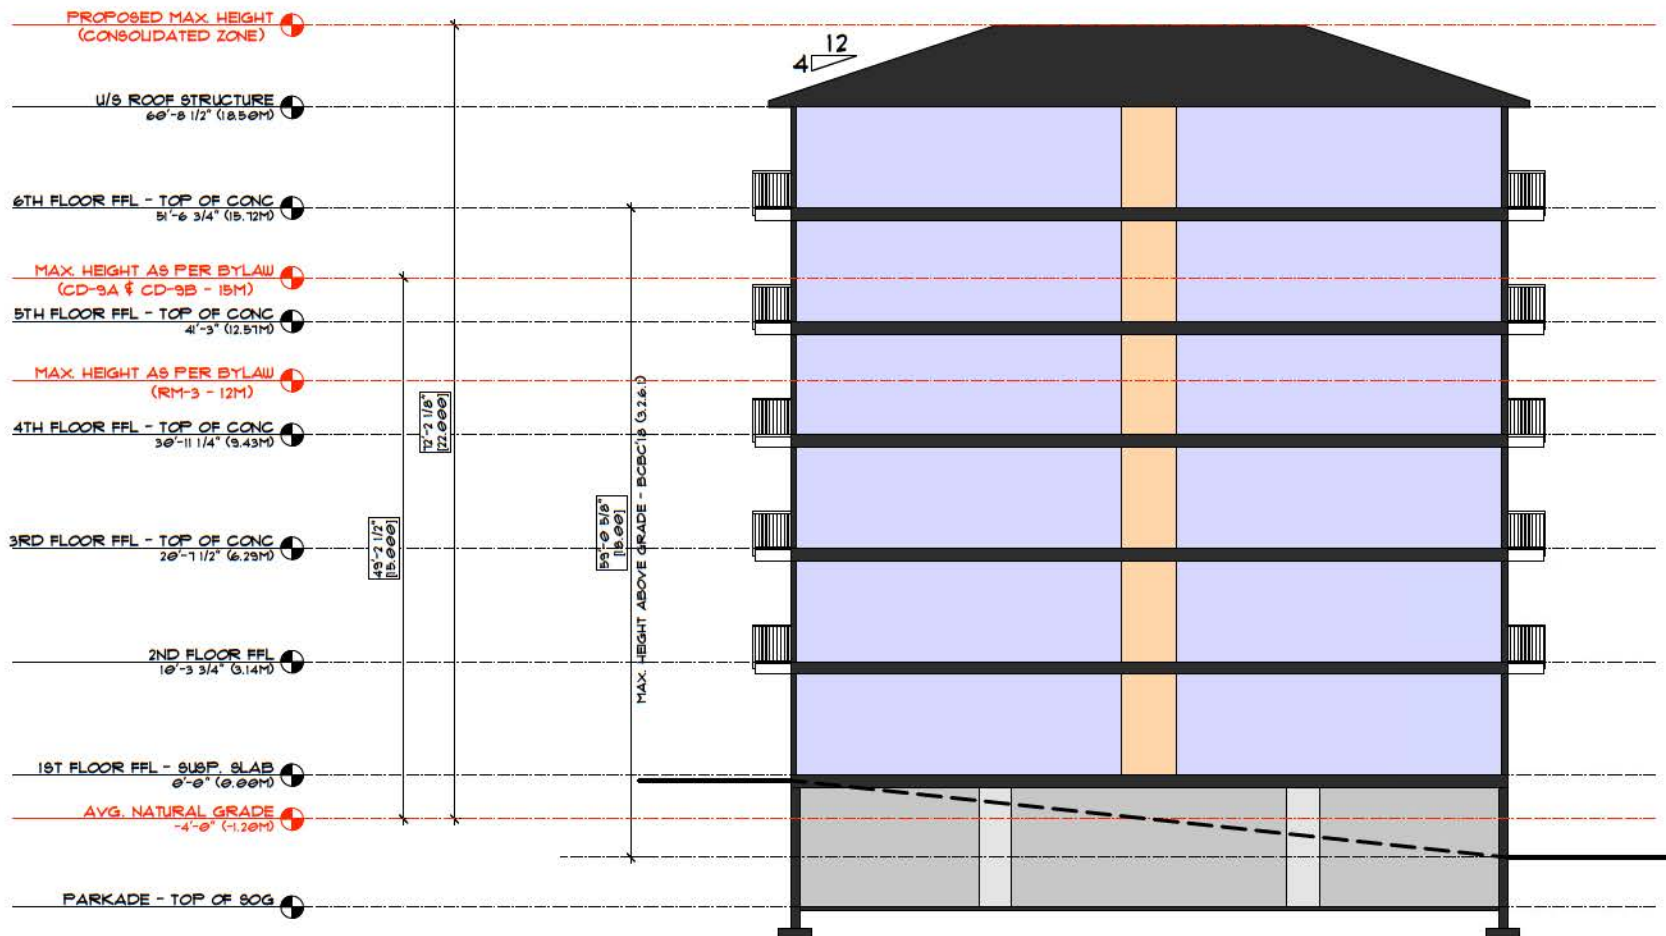 PROPOSED MAX. HEIGHT
(CONSOLIDATED ZONE)
12
4
U/S ROOF STRUCTURE
60'-8 1/2" (18.50M)
6TH FLOOR FFL - TOP OF CONC
51'-6 3/4" (15.72M)
MAX. HEIGHT AS PER BYLAW
(CD-9A & CD-9B - 15M)
5TH FLOOR FFL - TOP OF CONC
41'-3" (12.57M)
MAX. HEIGHT AS PER BYLAW
(RM-3 - 12M)
4TH FLOOR FFL - TOP OF CONC
30'-11 1/4" (9.43M)
72'-2 1/8"
[22.000]
49'-2 1/2"
[15.000]
59'-0 5/8"
[18.00]
MAX. HEIGHT ABOVE GRADE - BCBC'18 (3.2.6.1)
3RD FLOOR FFL - TOP OF CONC
20'-7 1/2" (6.29M)
2ND FLOOR FFL
10'-3 3/4" (3.14M)
1ST FLOOR FFL - SUSP. SLAB
0'-0" (0.00M)
AVG. NATURAL GRADE
-4'-0" (-1.20M)
PARKADE - TOP OF SOG